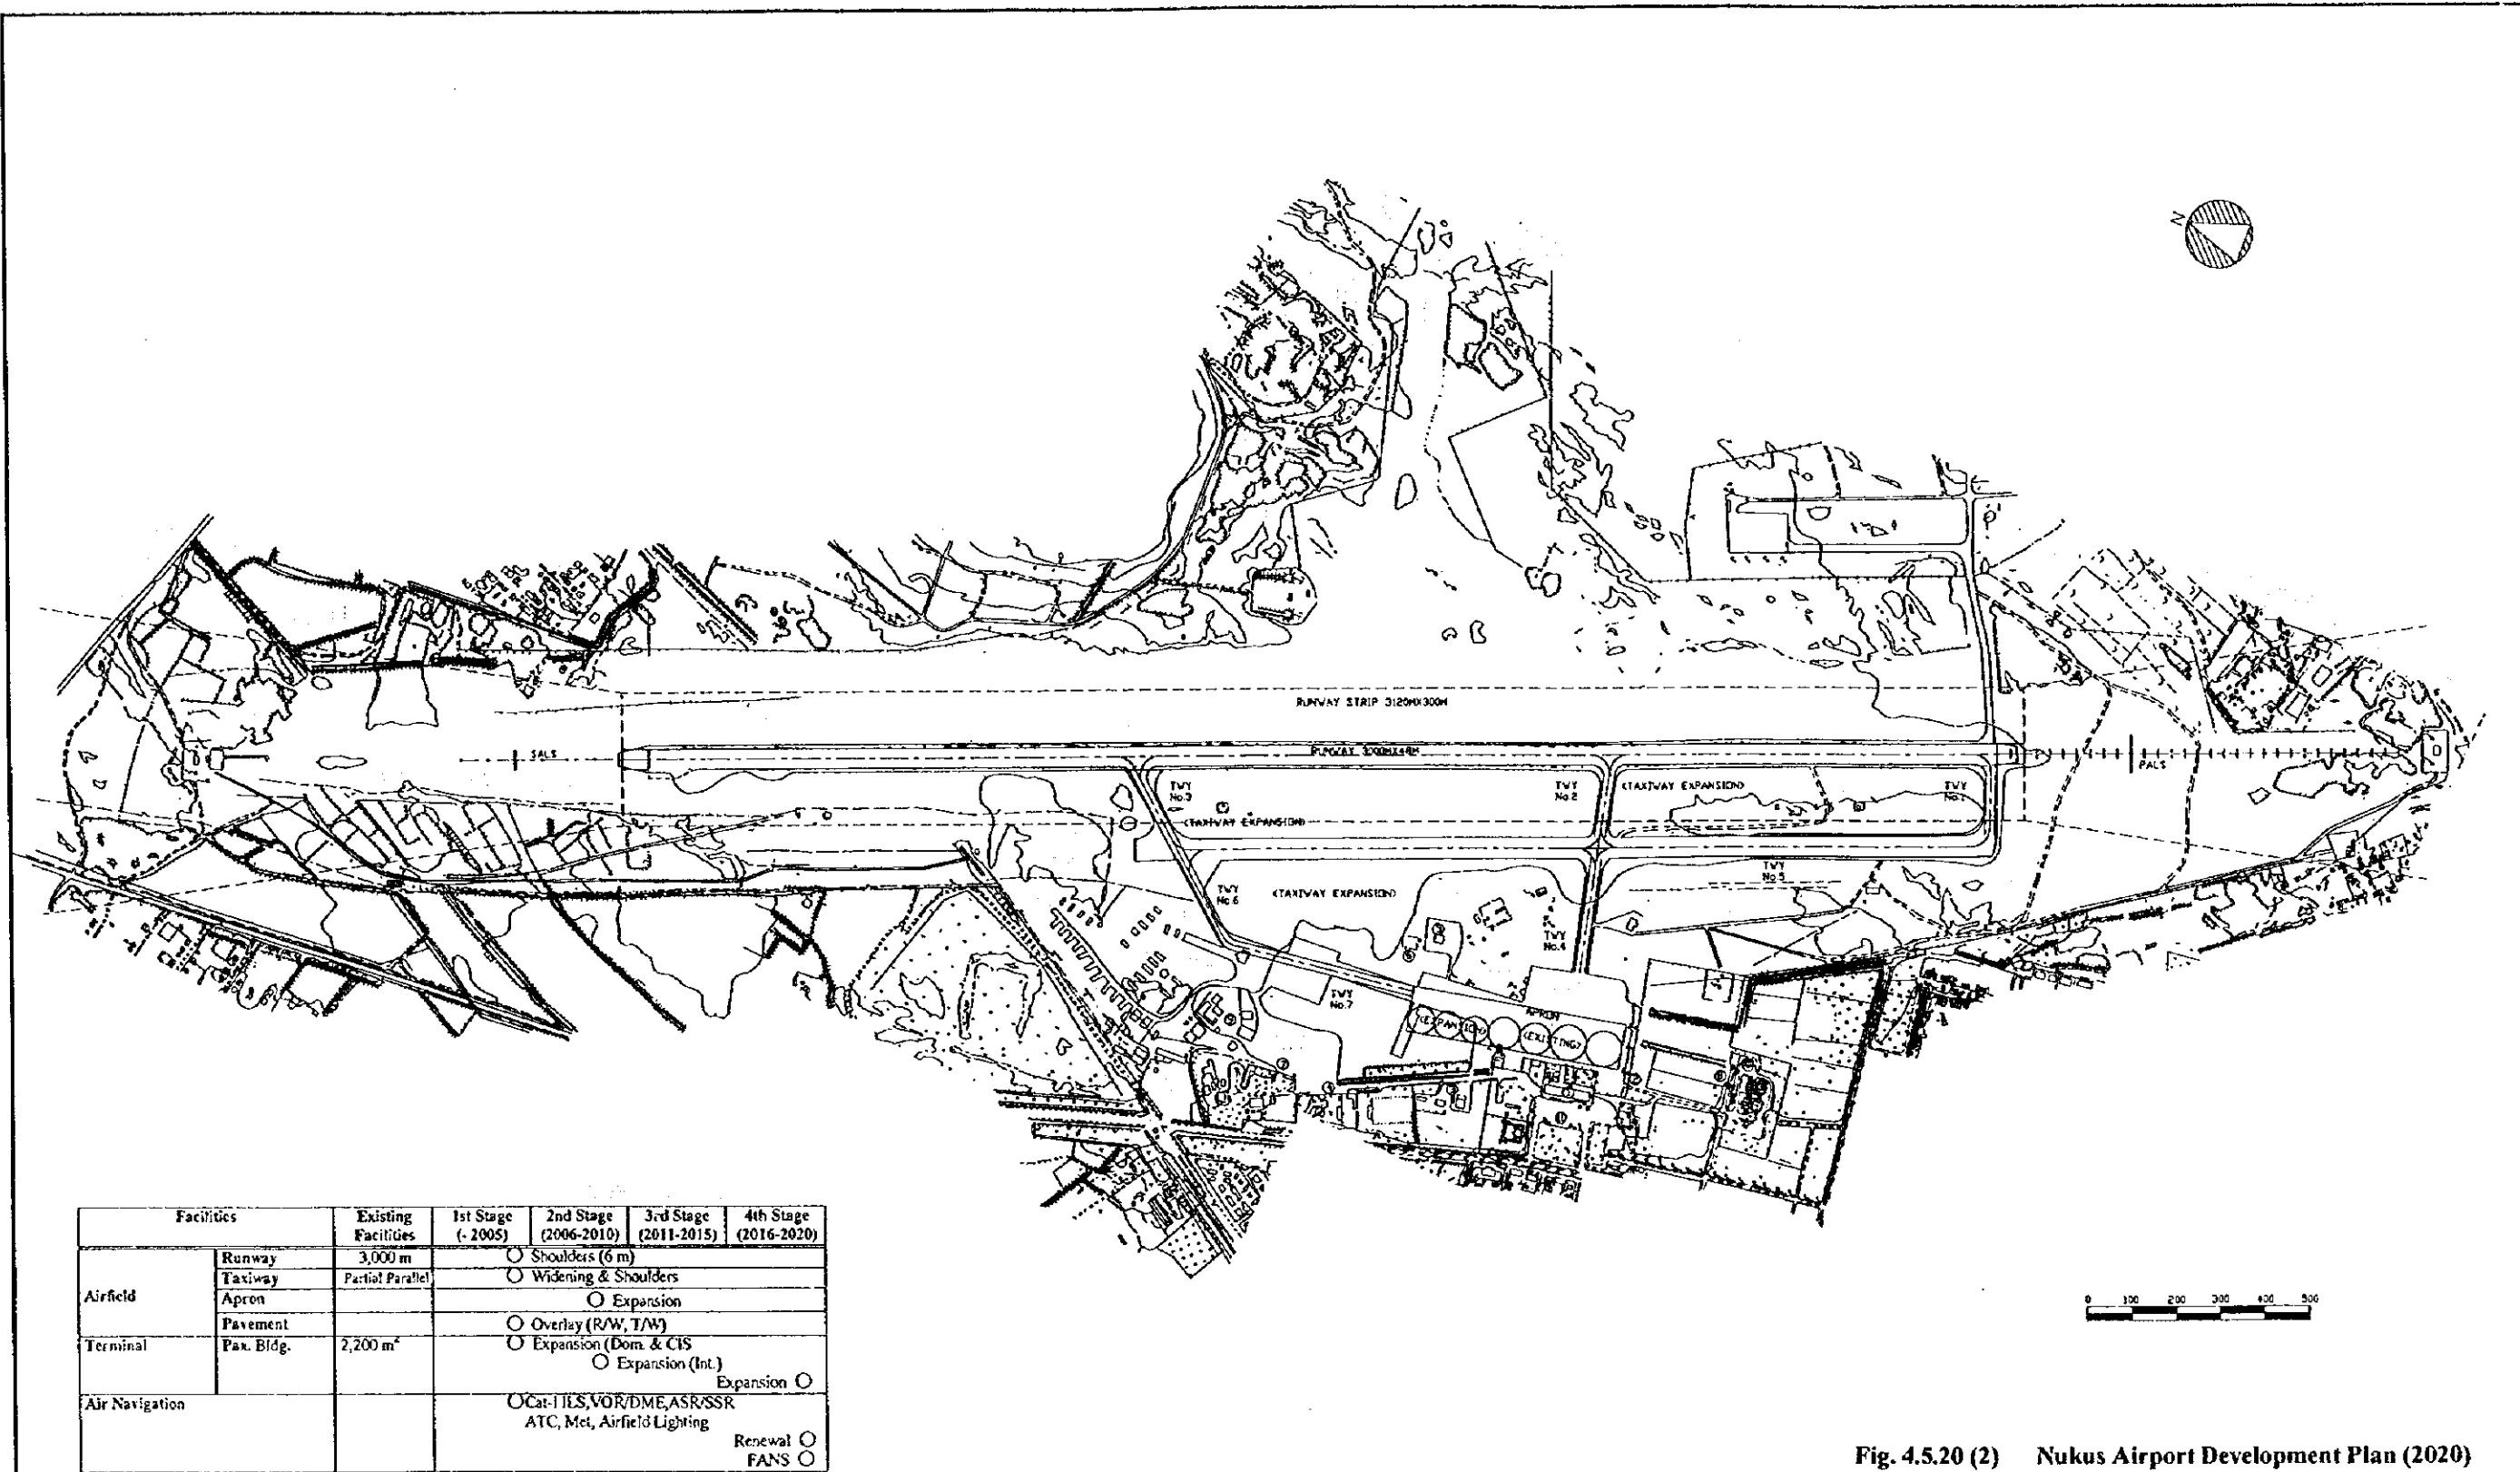 N
RUNWAY STRIP 3120MX300M
SALS
PALS
TWY
No.3
TWY
No.2
(TAXIWAY EXPANSION)
TWY
(TAXIWAY EXPANSION)
TWY
No.5
TWY
No.6
(TAXIWAY EXPANSION)
TWY
No.4
TWY
No.7
APRON
(EXPANSION)
(EXISTING)
Facilities Existing Facilities 1st Stage (- 2005) 2nd Stage (2006-2010) 3rd Stage (2011-2015) 4th Stage (2016-2020)
Airfield
Runway 3,000 m Shoulders (6 m)
Taxiway Partial Parallel Widening & Shoulders
Apron Expansion
Pavement Overlay (R/W, T/W)
Terminal Pax. Bldg. 2,200 m² Expansion (Dom. & CIS
Expansion (Int.)
Expansion
Air Navigation Cat-I ILS,VOR/DME,ASR/SSR
ATC, Met, Airfield Lighting
Renewal
FANS
0 100 200 300 400 500
Fig. 4.5.20 (2) Nukus Airport Development Plan (2020)